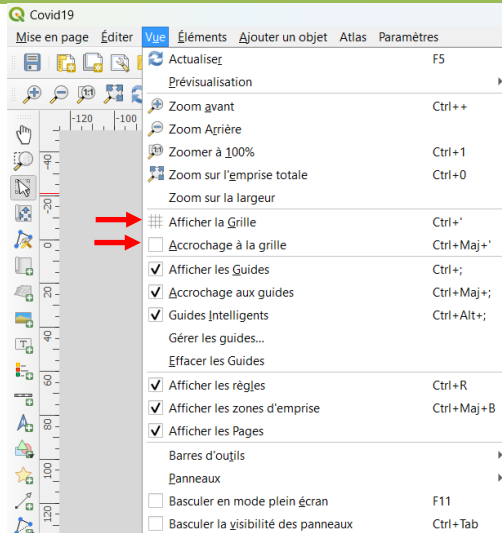 Covid19
Mise en page Éditer Vue Éléments Ajouter un objet Atlas Paramètres
Actualiser F5
Prévisualisation
Zoom avant Ctrl++
Zoom Arrière
Zoomer à 100% Ctrl+1
Zoom sur l'emprise totale Ctrl+0
Zoom sur la largeur
Afficher la Grille Ctrl+'
Accrochage à la grille Ctrl+Maj+'
Afficher les Guides Ctrl+;
Accrochage aux guides Ctrl+Maj+;
Guides Intelligents Ctrl+Alt+;
Gérer les guides...
Effacer les Guides
Afficher les règles Ctrl+R
Afficher les zones d'emprise Ctrl+Maj+B
Afficher les Pages
Barres d'outils
Panneaux
Basculer en mode plein écran F11
Basculer la visibilité des panneaux Ctrl+Tab
-120 -100
-40
-20
0
20
40
60
80
100
120